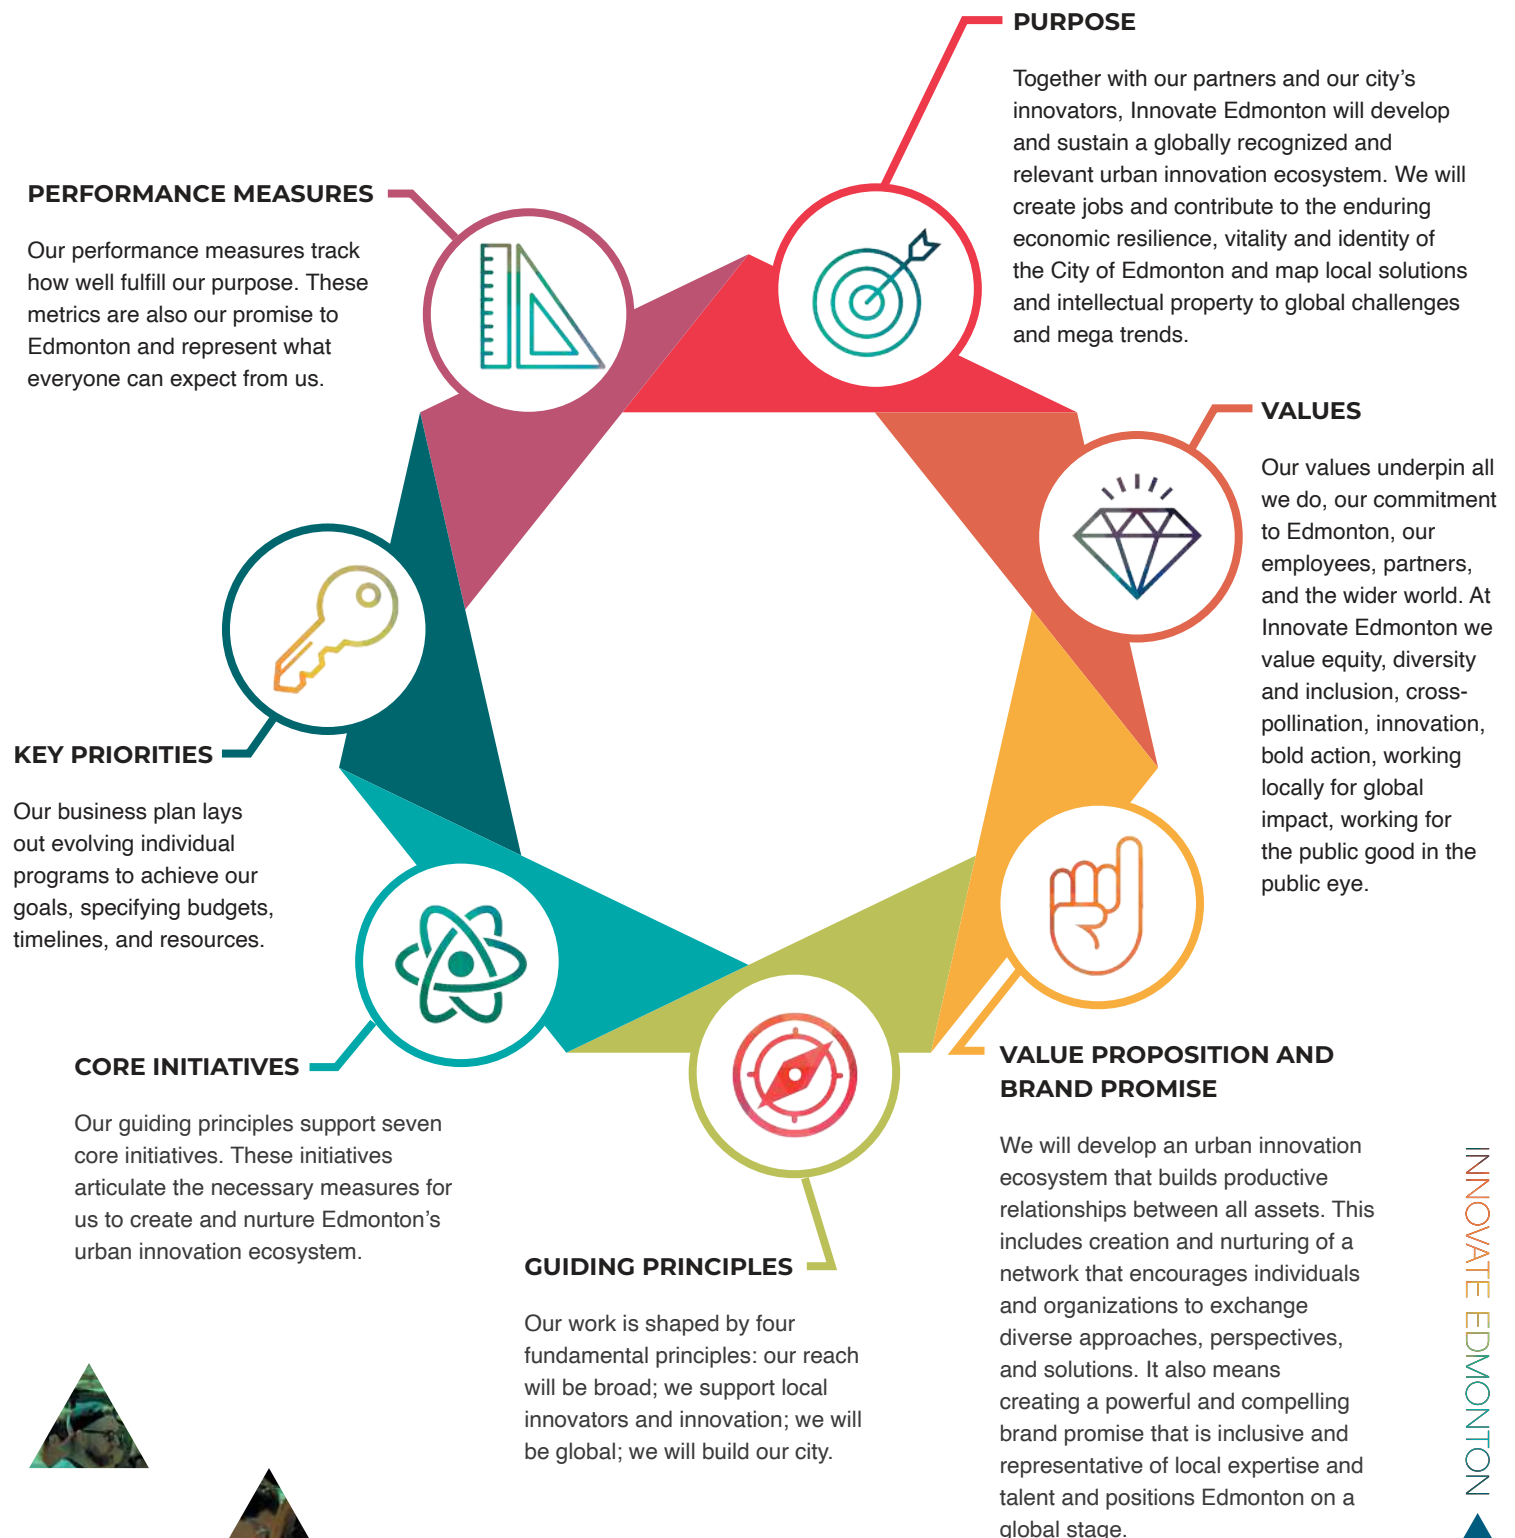 PURPOSE
Together with our partners and our city’s
innovators, Innovate Edmonton will develop
and sustain a globally recognized and
relevant urban innovation ecosystem. We will
create jobs and contribute to the enduring
economic resilience, vitality and identity of
the City of Edmonton and map local solutions
and intellectual property to global challenges
and mega trends.
VALUES
Our values underpin all
we do, our commitment
to Edmonton, our
employees, partners,
and the wider world. At
Innovate Edmonton we
value equity, diversity
and inclusion, cross-
pollination, innovation,
bold action, working
locally for global
impact, working for
the public good in the
public eye.
VALUE PROPOSITION AND
BRAND PROMISE
We will develop an urban innovation
ecosystem that builds productive
relationships between all assets. This
includes creation and nurturing of a
network that encourages individuals
and organizations to exchange
diverse approaches, perspectives,
and solutions. It also means
creating a powerful and compelling
brand promise that is inclusive and
representative of local expertise and
talent and positions Edmonton on a
global stage.
GUIDING PRINCIPLES
Our work is shaped by four
fundamental principles: our reach
will be broad; we support local
innovators and innovation; we will
be global; we will build our city.
CORE INITIATIVES
Our guiding principles support seven
core initiatives. These initiatives
articulate the necessary measures for
us to create and nurture Edmonton’s
urban innovation ecosystem.
KEY PRIORITIES
Our business plan lays
out evolving individual
programs to achieve our
goals, specifying budgets,
timelines, and resources.
PERFORMANCE MEASURES
Our performance measures track
how well fulfill our purpose. These
metrics are also our promise to
Edmonton and represent what
everyone can expect from us.
INNOVATE EDMONTON